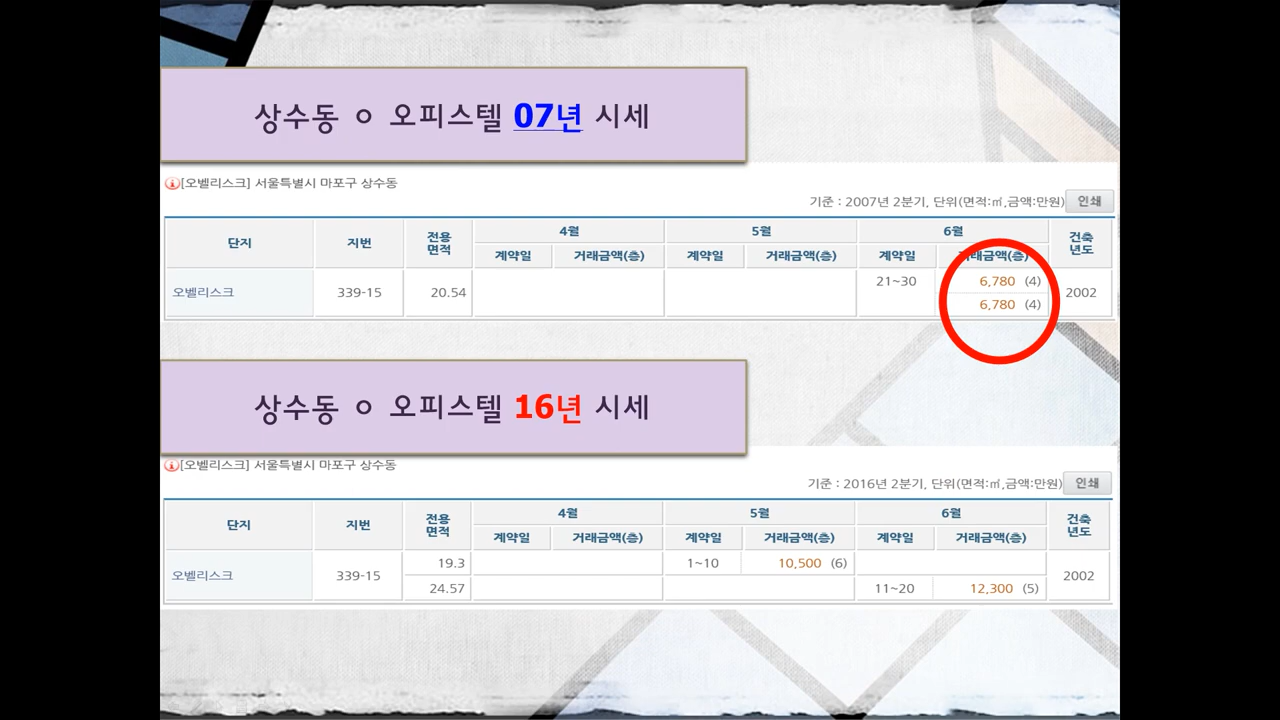 상수동 ㅇ 오피스텔 07년 시세
[오벨리스크] 서울특별시 마포구 상수동
기준 : 2007년 2분기, 단위(면적:㎡,금액:만원) 인쇄
단지 지번 전용면적 4월 5월 6월 건축년도
계약일 거래금액(층) 계약일 거래금액(층) 계약일 거래금액(층)
오벨리스크 339-15 20.54 21~30 6,780 (4) 2002
6,780 (4)
상수동 ㅇ 오피스텔 16년 시세
[오벨리스크] 서울특별시 마포구 상수동
기준 : 2016년 2분기, 단위(면적:㎡,금액:만원) 인쇄
단지 지번 전용면적 4월 5월 6월 건축년도
계약일 거래금액(층) 계약일 거래금액(층) 계약일 거래금액(층)
오벨리스크 339-15 19.3 1~10 10,500 (6) 2002
24.57 11~20 12,300 (5)